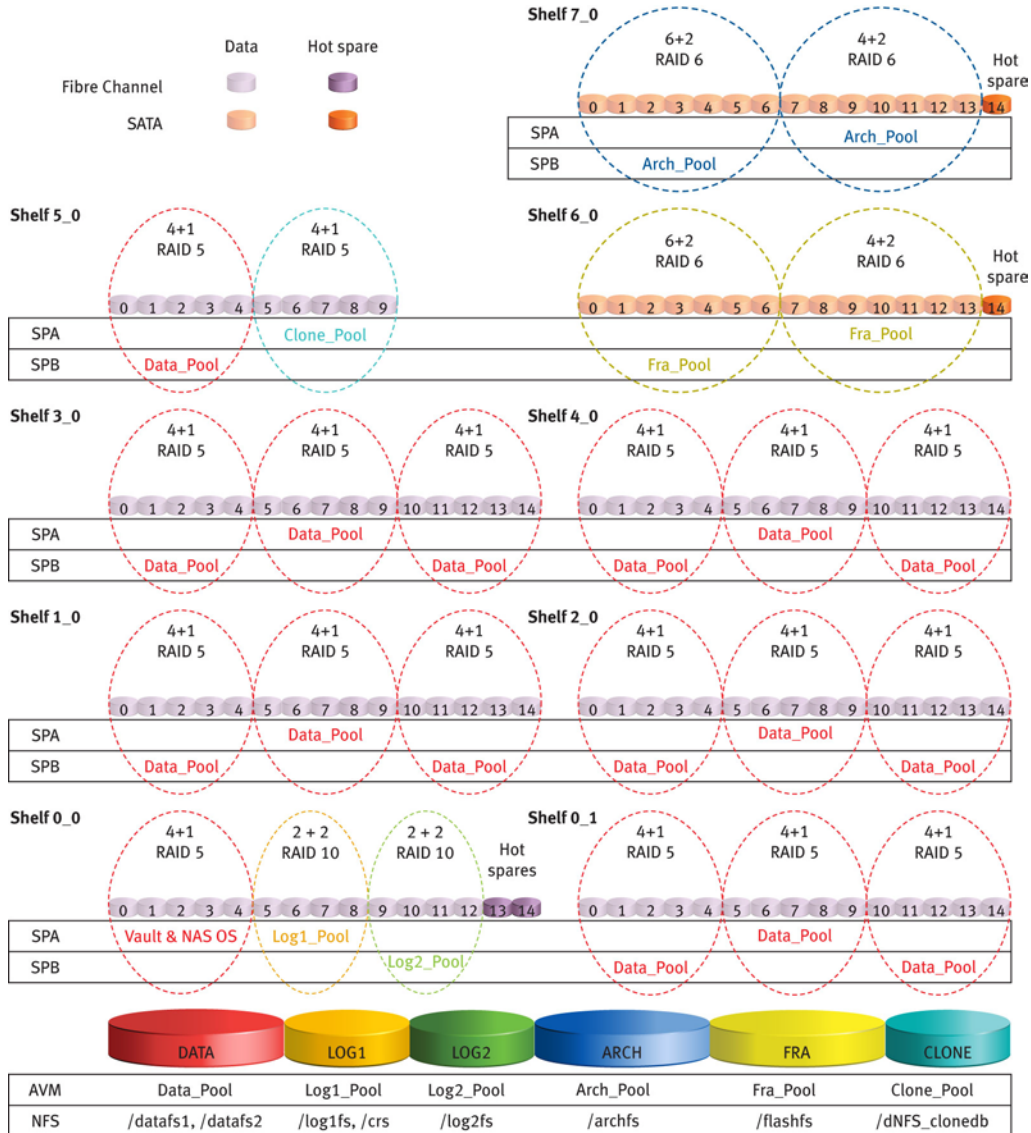 Shelf 7_0
Data Hot spare
Fibre Channel
SATA
6+2
RAID 6
4+2
RAID 6
Hot
spare
0 1 2 3 4 5 6 7 8 9 10 11 12 13 14
SPA Arch_Pool
SPB Arch_Pool
Shelf 5_0
4+1
RAID 5
4+1
RAID 5
0 1 2 3 4 5 6 7 8 9
SPA Clone_Pool
SPB Data_Pool
Shelf 6_0
6+2
RAID 6
4+2
RAID 6
Hot
spare
0 1 2 3 4 5 6 7 8 9 10 11 12 13 14
Fra_Pool
Fra_Pool
Shelf 3_0
4+1
RAID 5
4+1
RAID 5
4+1
RAID 5
0 1 2 3 4 5 6 7 8 9 10 11 12 13 14
SPA Data_Pool
SPB Data_Pool Data_Pool
Shelf 4_0
4+1
RAID 5
4+1
RAID 5
4+1
RAID 5
0 1 2 3 4 5 6 7 8 9 10 11 12 13 14
Data_Pool
Data_Pool Data_Pool
Shelf 1_0
4+1
RAID 5
4+1
RAID 5
4+1
RAID 5
0 1 2 3 4 5 6 7 8 9 10 11 12 13 14
SPA Data_Pool
SPB Data_Pool Data_Pool
Shelf 2_0
4+1
RAID 5
4+1
RAID 5
4+1
RAID 5
0 1 2 3 4 5 6 7 8 9 10 11 12 13 14
Data_Pool
Data_Pool Data_Pool
Shelf 0_0
4+1
RAID 5
2 + 2
RAID 10
2 + 2
RAID 10
Hot
spares
0 1 2 3 4 5 6 7 8 9 10 11 12 13 14
SPA Vault & NAS OS Log1_Pool
SPB Log2_Pool
Shelf 0_1
4+1
RAID 5
4+1
RAID 5
4+1
RAID 5
0 1 2 3 4 5 6 7 8 9 10 11 12 13 14
Data_Pool
Data_Pool Data_Pool
DATA LOG1 LOG2 ARCH FRA CLONE
AVM Data_Pool Log1_Pool Log2_Pool Arch_Pool Fra_Pool Clone_Pool
NFS /datafs1, /datafs2 /log1fs, /crs /log2fs /archfs /flashfs /dNFS_clonedb